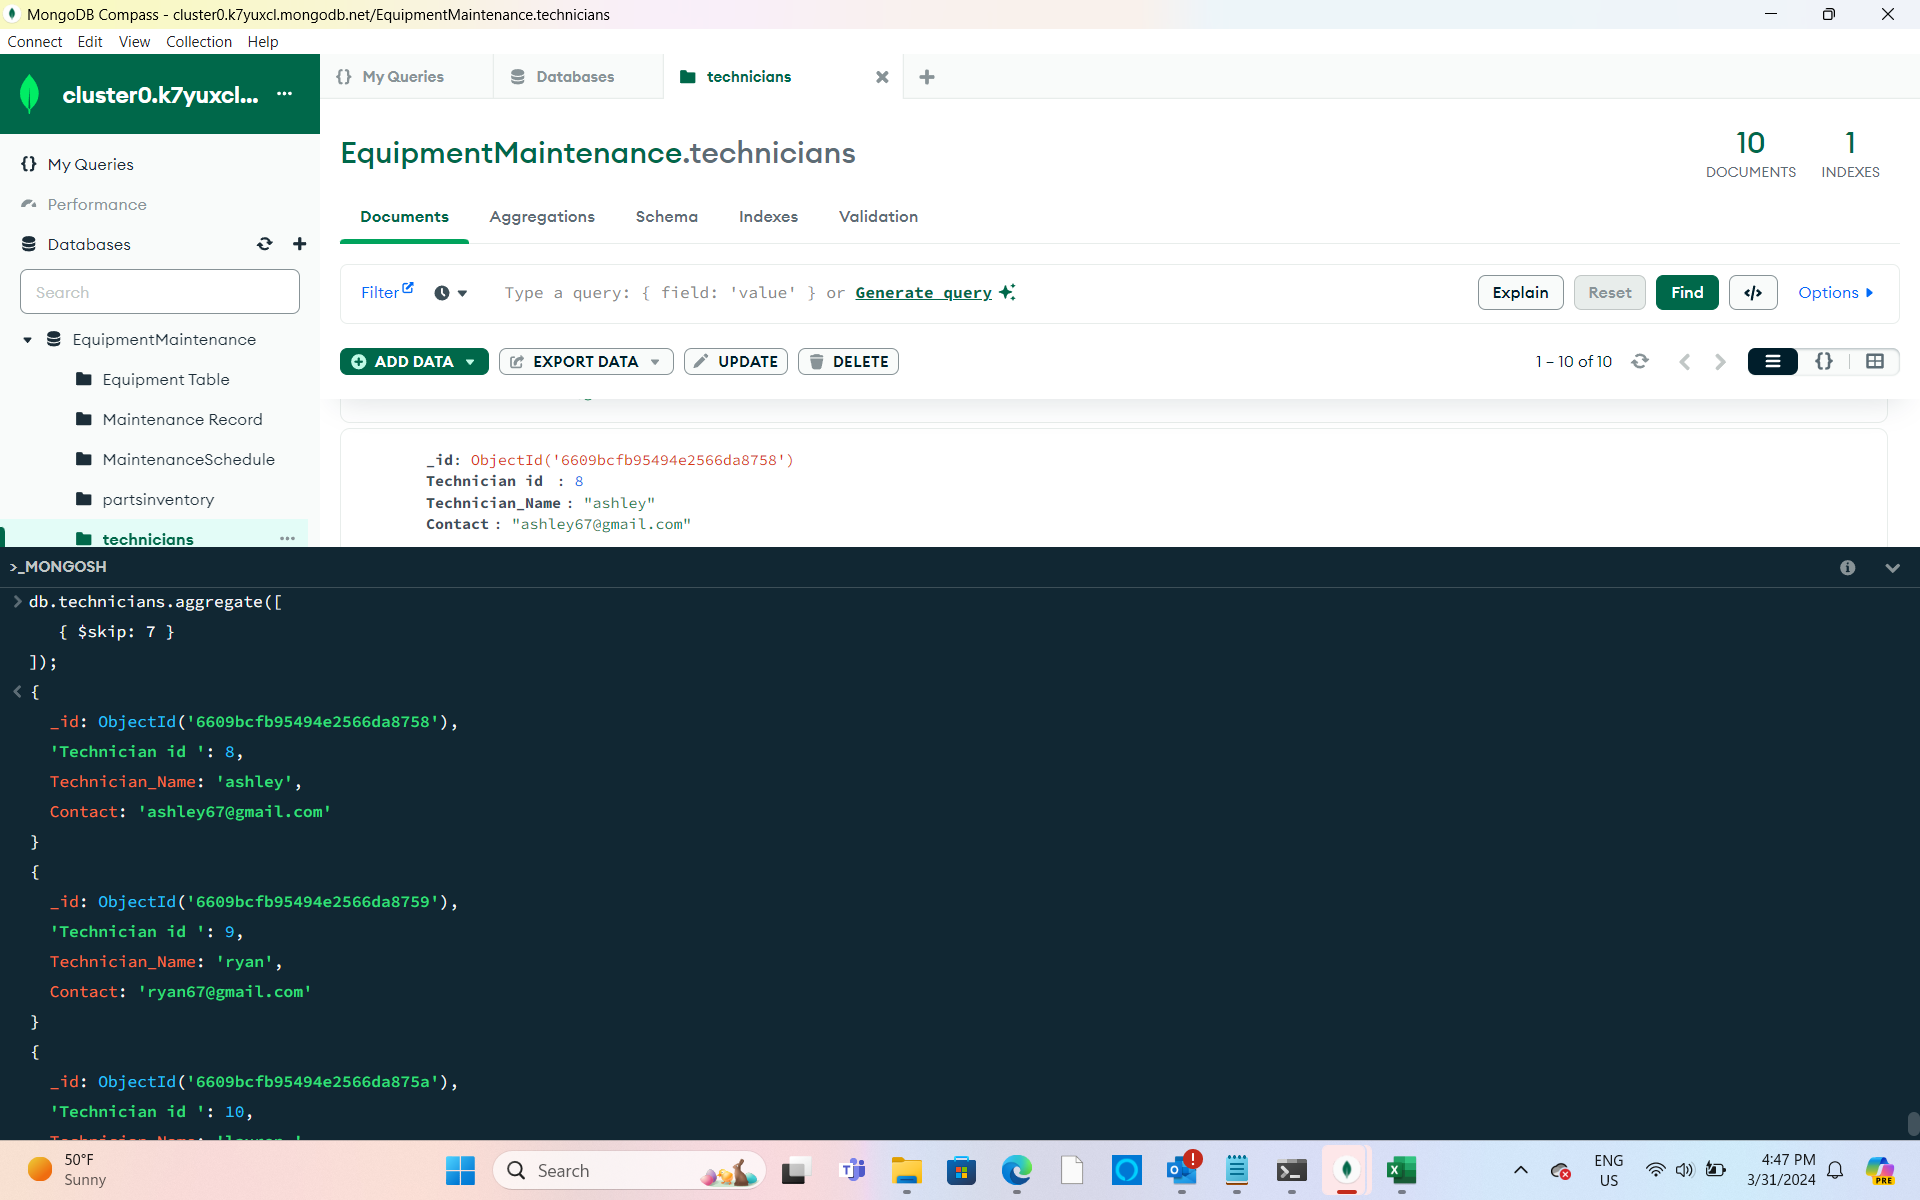 MongoDB Compass - cluster0.k7yuxcl.mongodb.net/EquipmentMaintenance.technicians
Connect Edit View Collection Help
cluster0.k7yuxcl... ...
My Queries
Databases
technicians
My Queries
Performance
Databases
Search
EquipmentMaintenance
Equipment Table
Maintenance Record
MaintenanceSchedule
partsinventory
technicians ...
EquipmentMaintenance.technicians
10
DOCUMENTS
1
INDEXES
Documents Aggregations Schema Indexes Validation
Filter Type a query: { field: 'value' } or Generate query Explain Reset Find </> Options
ADD DATA EXPORT DATA UPDATE DELETE 1 – 10 of 10 {}
_id: ObjectId('6609bcfb95494e2566da8758')
Technician id : 8
Technician_Name : "ashley"
Contact : "ashley67@gmail.com"
>_MONGOSH
> db.technicians.aggregate([
{ $skip: 7 }
]);
< {
_id: ObjectId('6609bcfb95494e2566da8758'),
'Technician id ': 8,
Technician_Name: 'ashley',
Contact: 'ashley67@gmail.com'
}
{
_id: ObjectId('6609bcfb95494e2566da8759'),
'Technician id ': 9,
Technician_Name: 'ryan',
Contact: 'ryan67@gmail.com'
}
{
_id: ObjectId('6609bcfb95494e2566da875a'),
'Technician id ': 10,
50°F
Sunny
Search
ENG
US
4:47 PM
3/31/2024
PRE